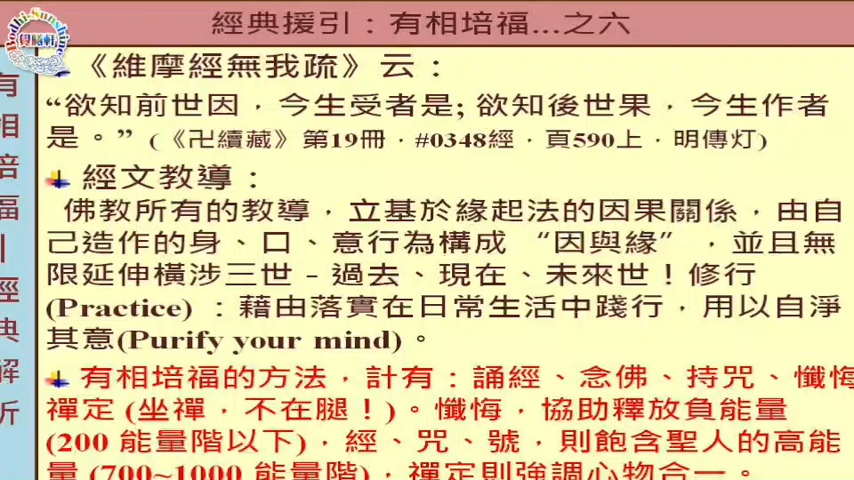 經典援引：有相培福...之六
Bodhi-Sunshine
《維摩經無我疏》云：
“欲知前世因，今生受者是; 欲知後世果，今生作者
是。” (《卍續藏》第19冊，#0348經，頁590上，明傳灯)
經文教導：
佛教所有的教導，立基於緣起法的因果關係，由自
己造作的身、口、意行為構成 “因與緣”，並且無
限延伸橫涉三世－過去、現在、未來世！修行
(Practice) ：藉由落實在日常生活中踐行，用以自淨
其意(Purify your mind)。
有相培福的方法，計有：誦經、念佛、持咒、懺悔
禪定 (坐禪，不在腿！)。懺悔，協助釋放負能量
(200 能量階以下)，經、咒、號，則飽含聖人的高能
量 (700~1000 能量階)，禪定則強調心物合一。
有相培福｜經典解析